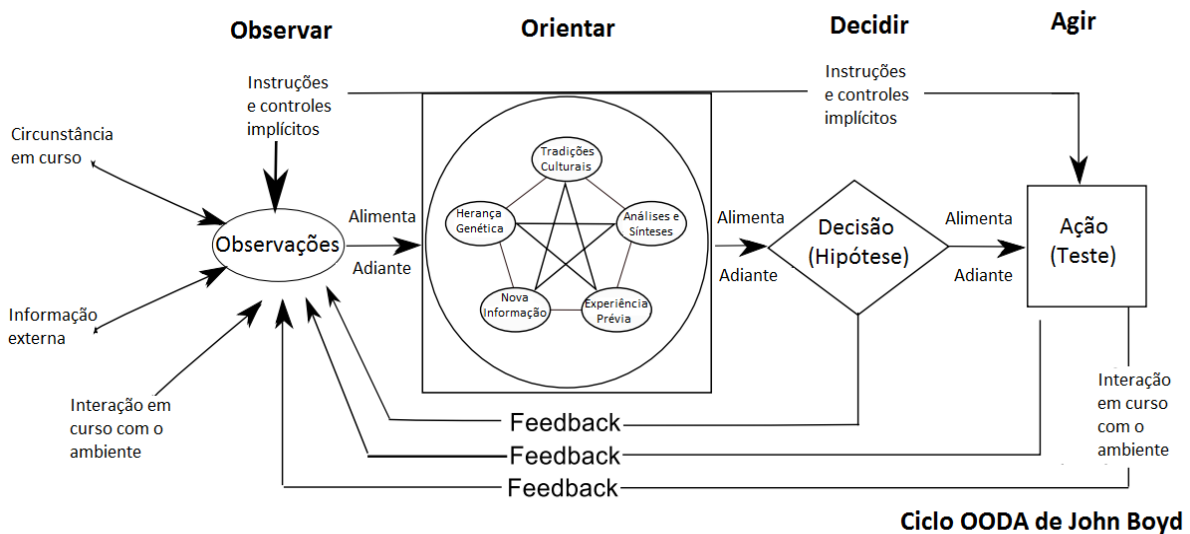 Observar
Orientar
Decidir
Agir
Instruções
e controles
implícitos
Instruções
e controles
implícitos
Circunstância
em curso
Tradições
Culturais
Herança
Genética
Análises e
Sínteses
Nova
Informação
Experiência
Prévia
Observações
Alimenta
Adiante
Alimenta
Adiante
Decisão
(Hipótese)
Alimenta
Adiante
Ação
(Teste)
Informação
externa
Interação em
curso com o
ambiente
Interação
em curso
com o
ambiente
Feedback
Feedback
Feedback
Ciclo OODA de John Boyd